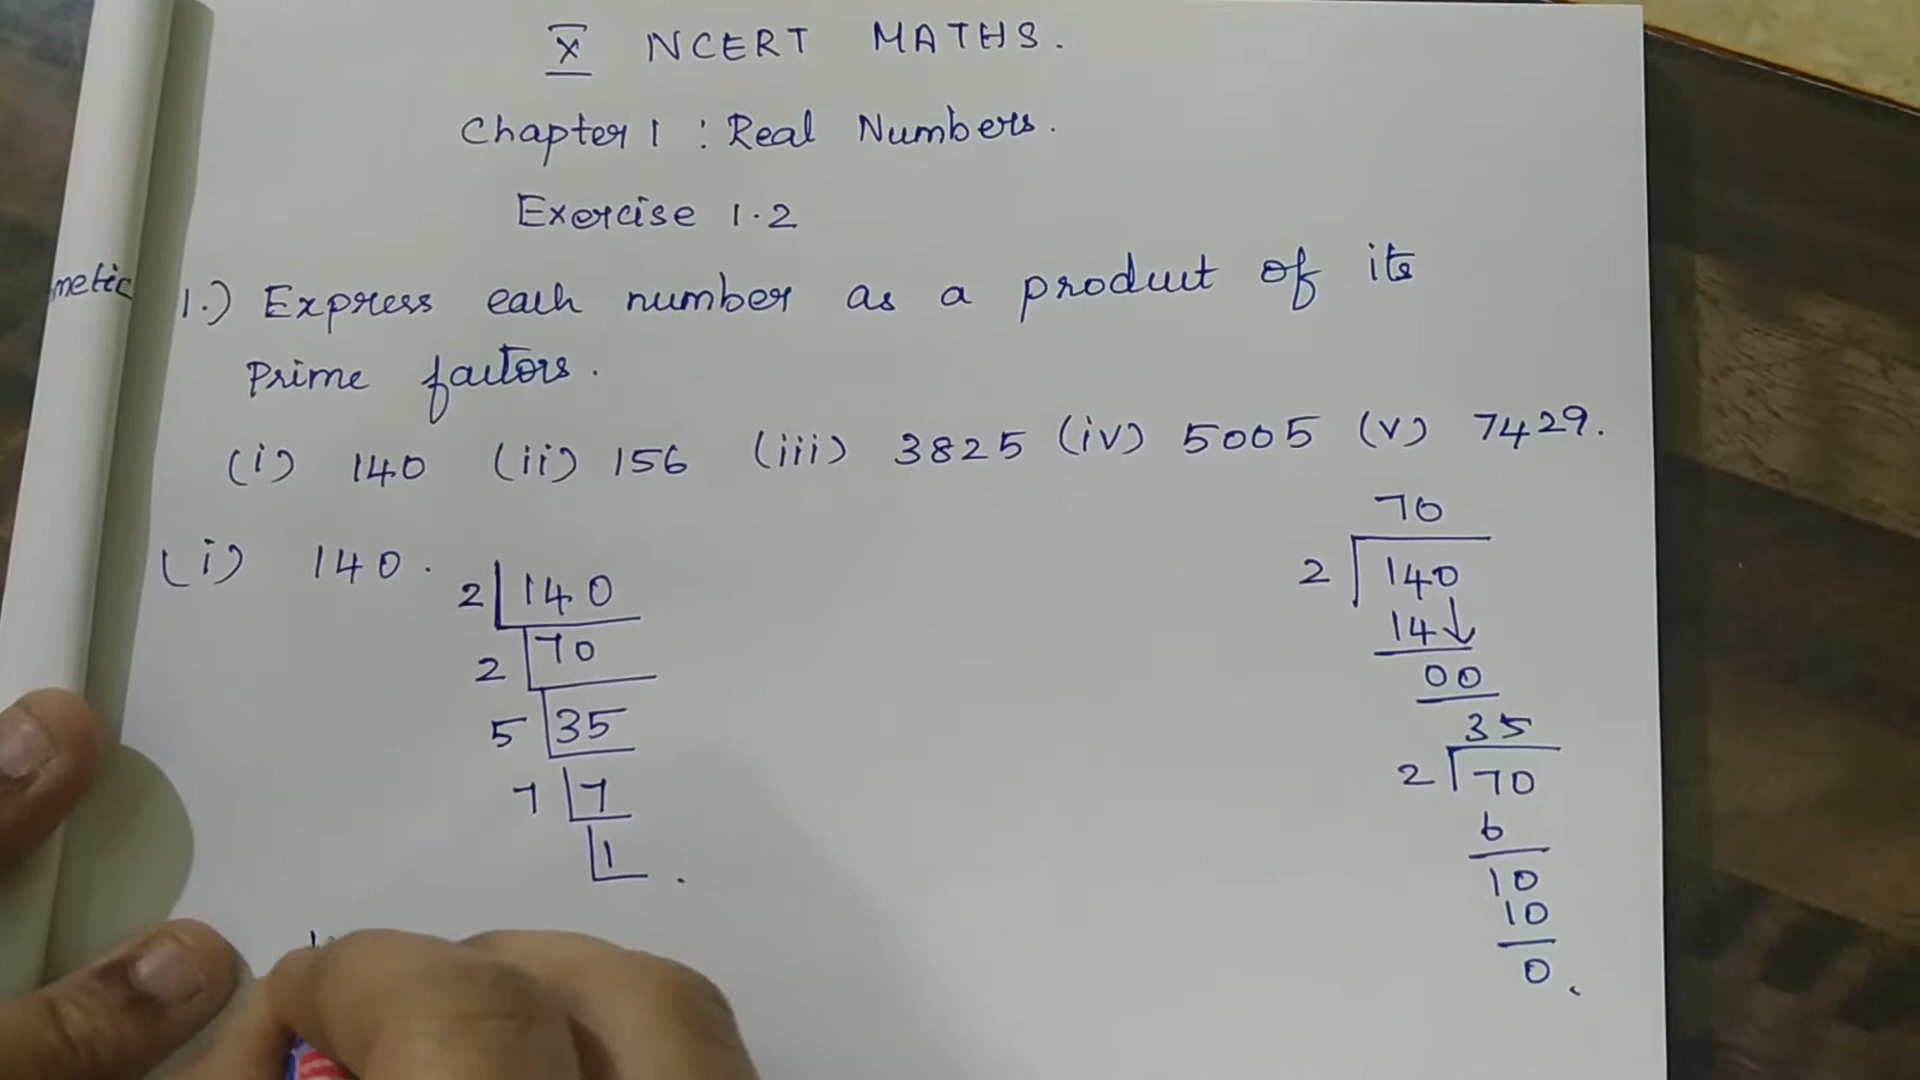 X NCERT MATHS.
Chapter 1 : Real Numbers.
Exercise 1.2
metic
1.) Express each number as a product of its
Prime factors.
(i) 140 (ii) 156 (iii) 3825 (iv) 5005 (v) 7429.
(i) 140.
2 140
2 70
5 35
7 7
1.
70
2 140
14↓
00
35
2 70
6
10
10
0.